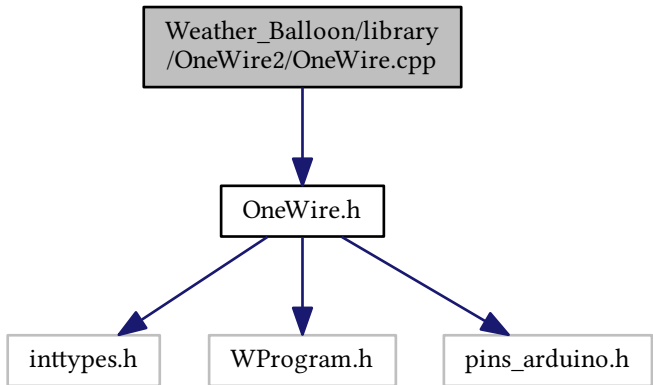 Weather_Balloon/library
/OneWire2/OneWire.cpp
OneWire.h
inttypes.h
WProgram.h
pins_arduino.h